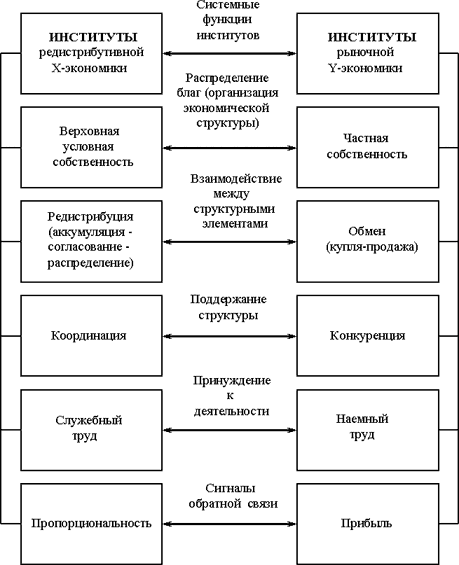 Системные
функции
институтов
ИНСТИТУТЫ
редистрибутивной
X-экономики
ИНСТИТУТЫ
рыночной
Y-экономики
Распределение
благ (организация
экономической
структуры)
Верховная
условная
собственность
Частная
собственность
Взаимодействие
между
структурными
элементами
Редистрибуция
(аккумуляция -
согласование -
распределение)
Обмен
(купля-продажа)
Поддержание
структуры
Координация
Конкуренция
Принуждение
к
деятельности
Служебный
труд
Наемный
труд
Сигналы
обратной связи
Пропорциональность
Прибыль